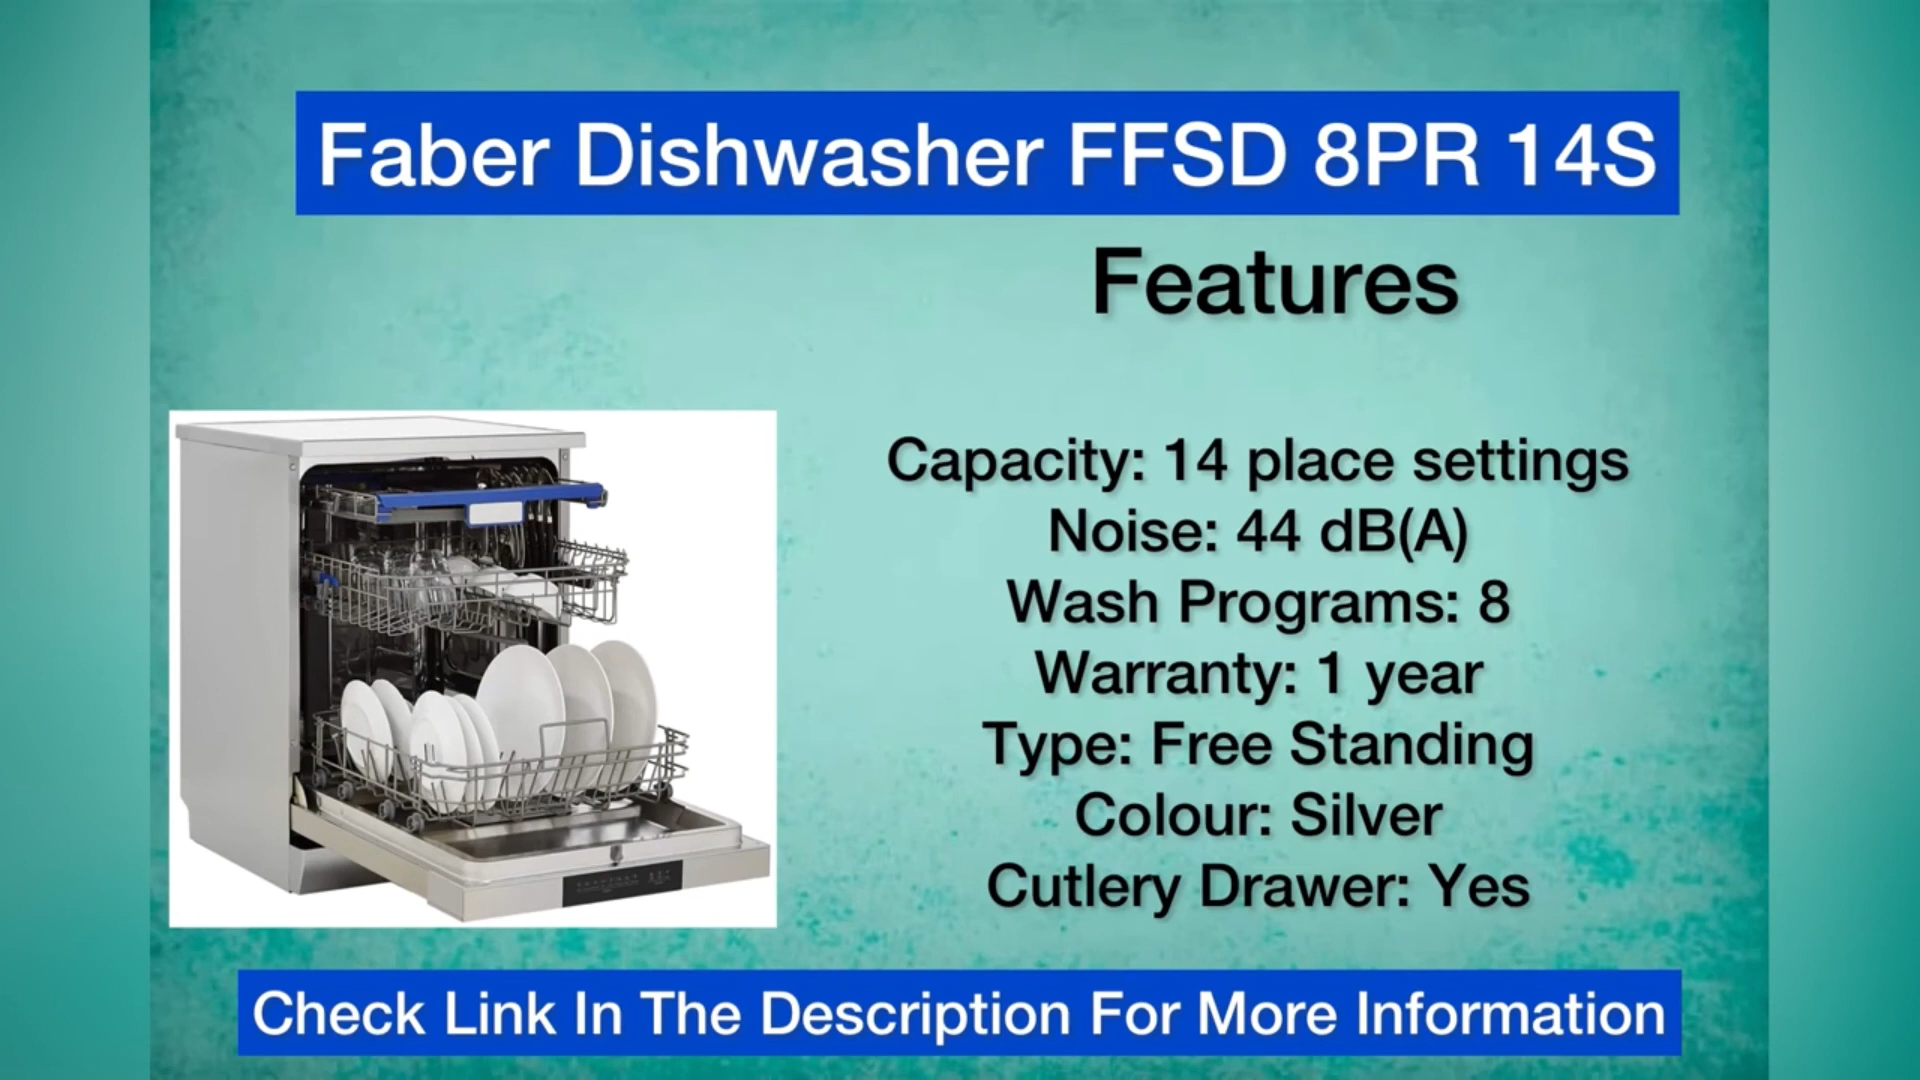 Faber Dishwasher FFSD 8PR 14S
Features
Capacity: 14 place settings
Noise: 44 dB(A)
Wash Programs: 8
Warranty: 1 year
Type: Free Standing
Colour: Silver
Cutlery Drawer: Yes
Check Link In The Description For More Information